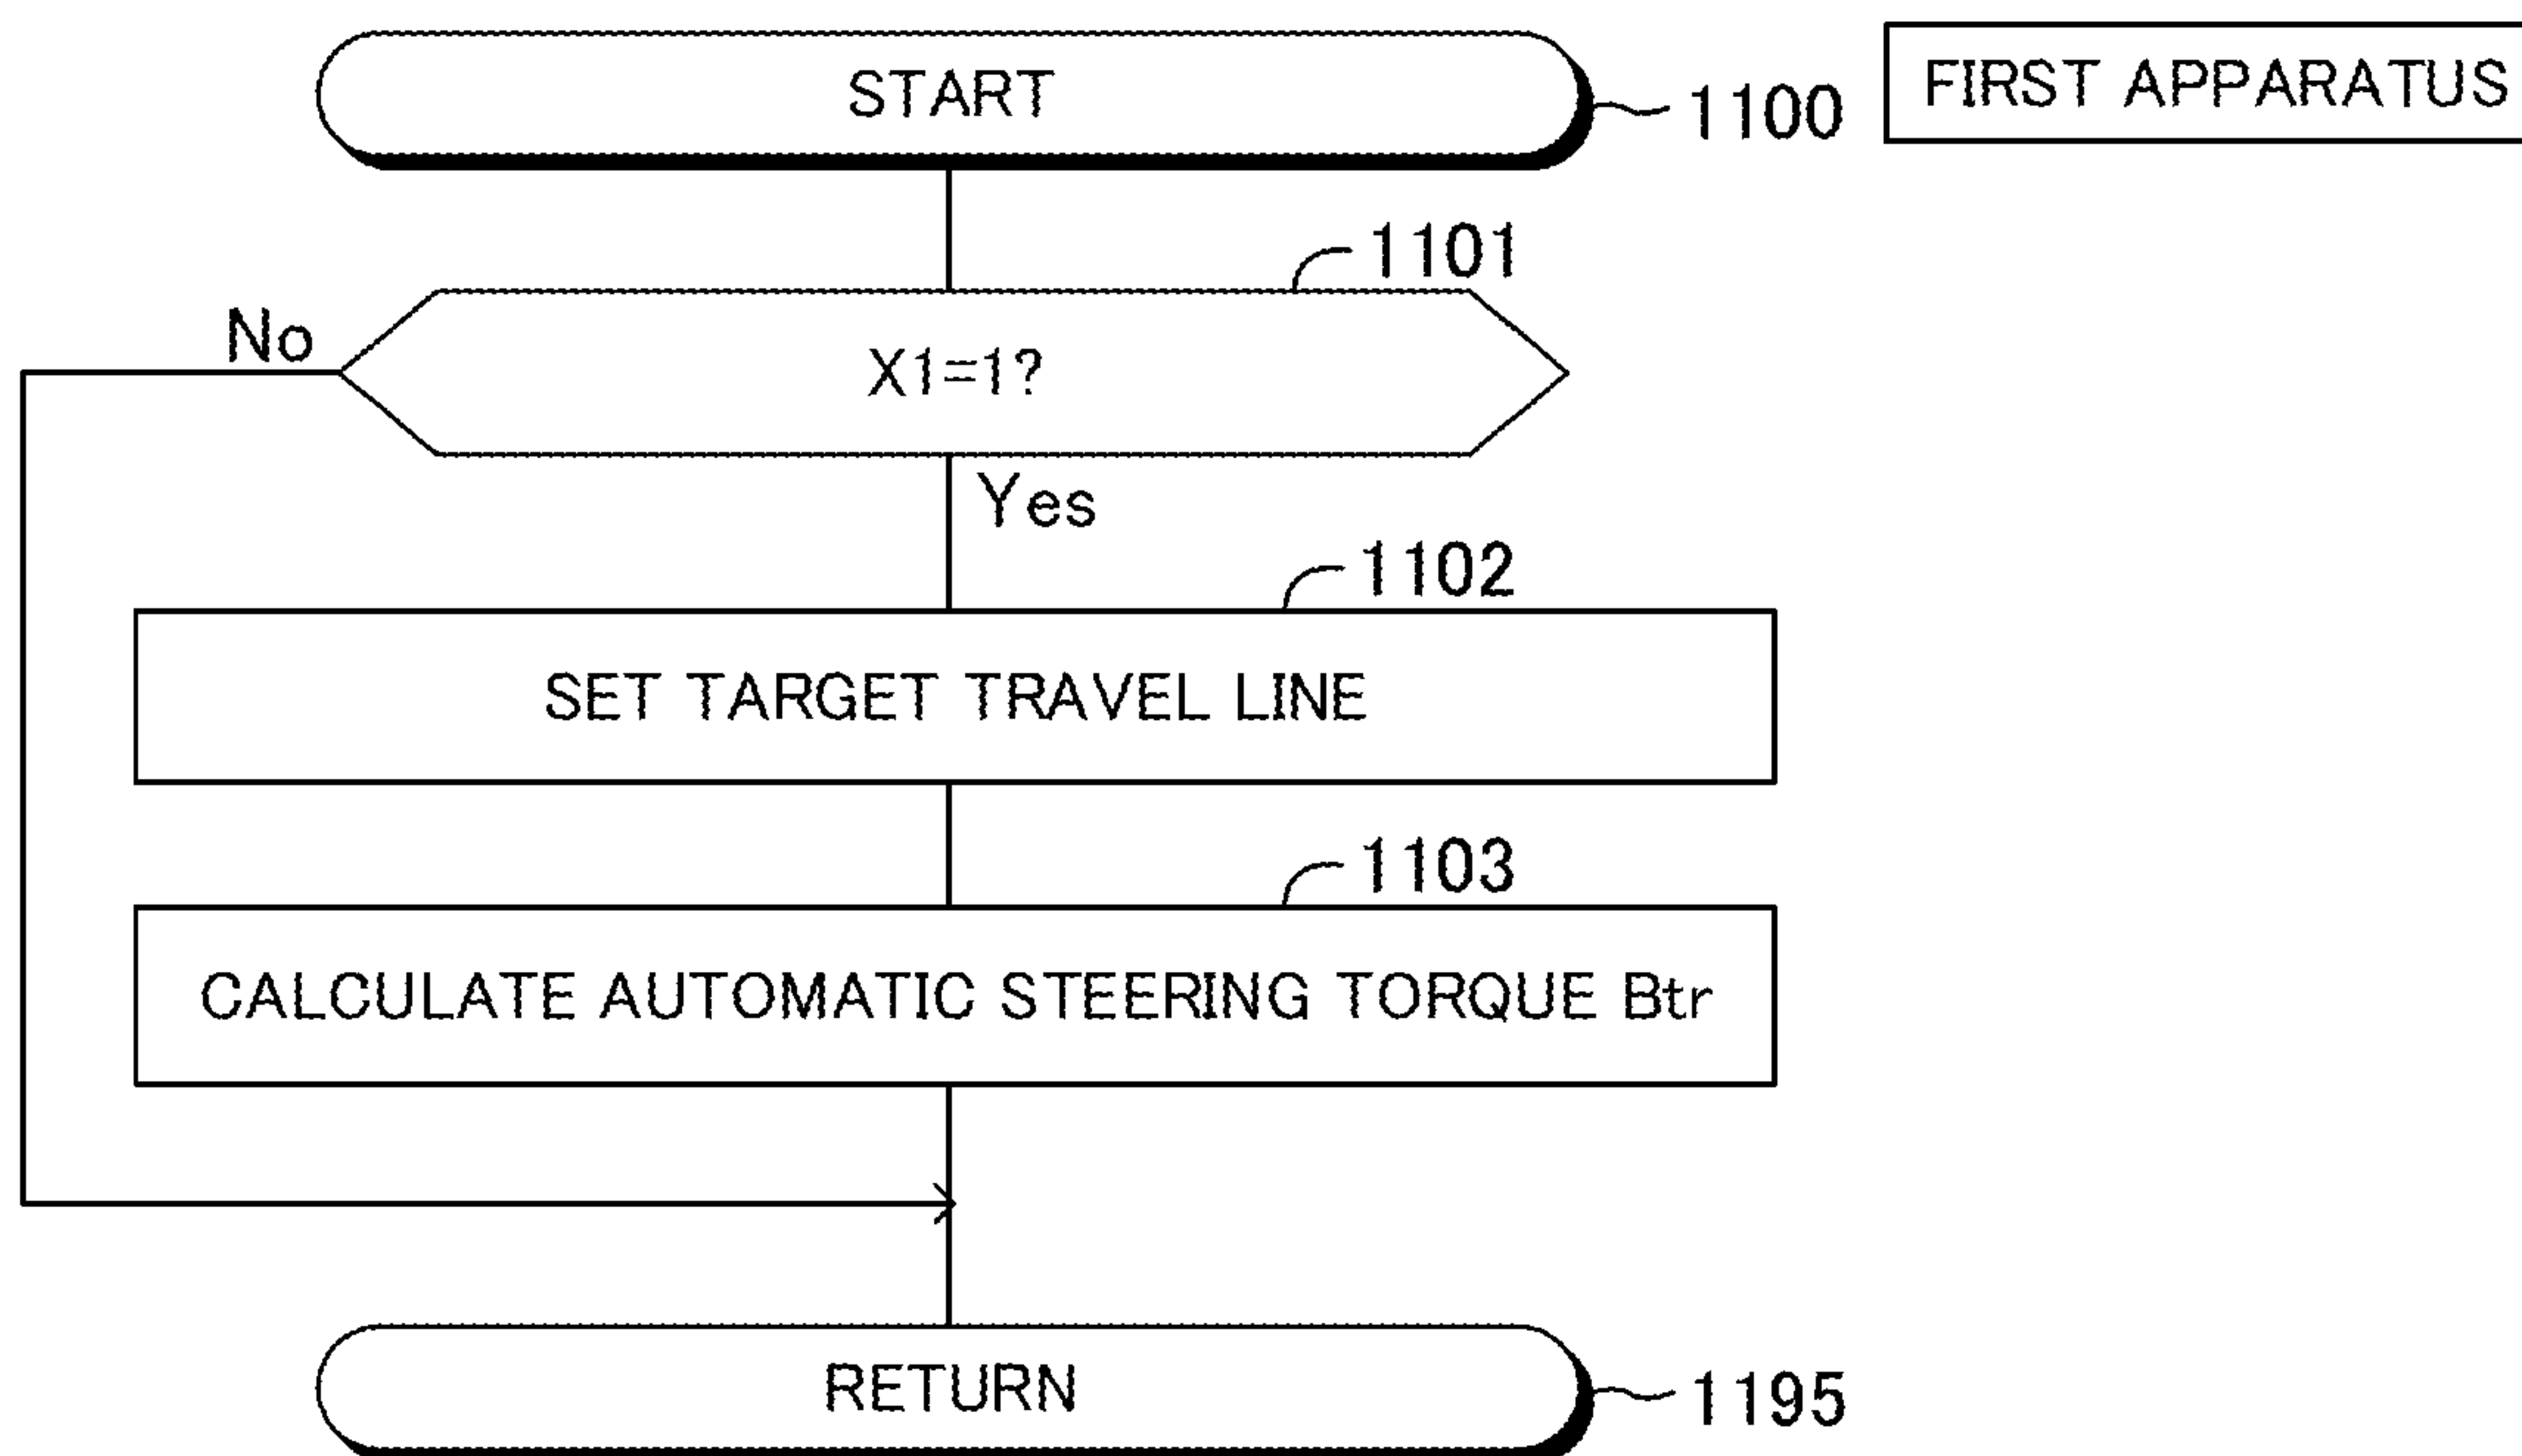 START
1100
FIRST APPARATUS
1101
No
X1=1?
Yes
1102
SET TARGET TRAVEL LINE
1103
CALCULATE AUTOMATIC STEERING TORQUE Btr
RETURN
1195